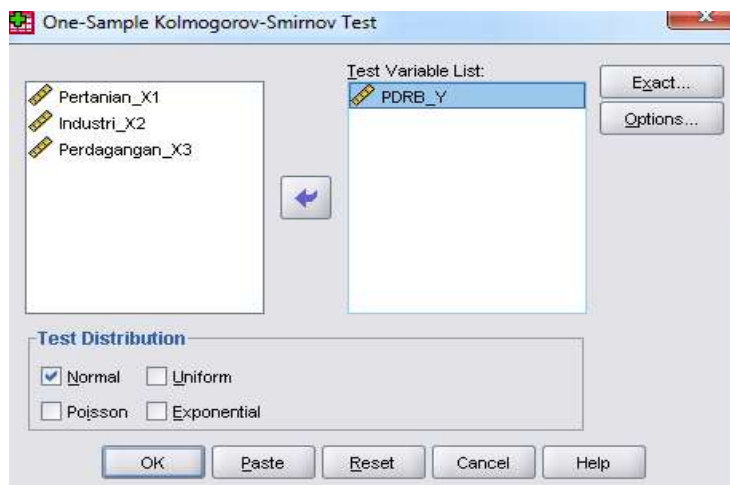 One-Sample Kolmogorov-Smirnov Test
Test Variable List:
Pertanian_X1
Industri_X2
Perdagangan_X3
PDRB_Y
Exact...
Options...
Test Distribution
Normal Uniform
Poisson Exponential
OK Paste Reset Cancel Help